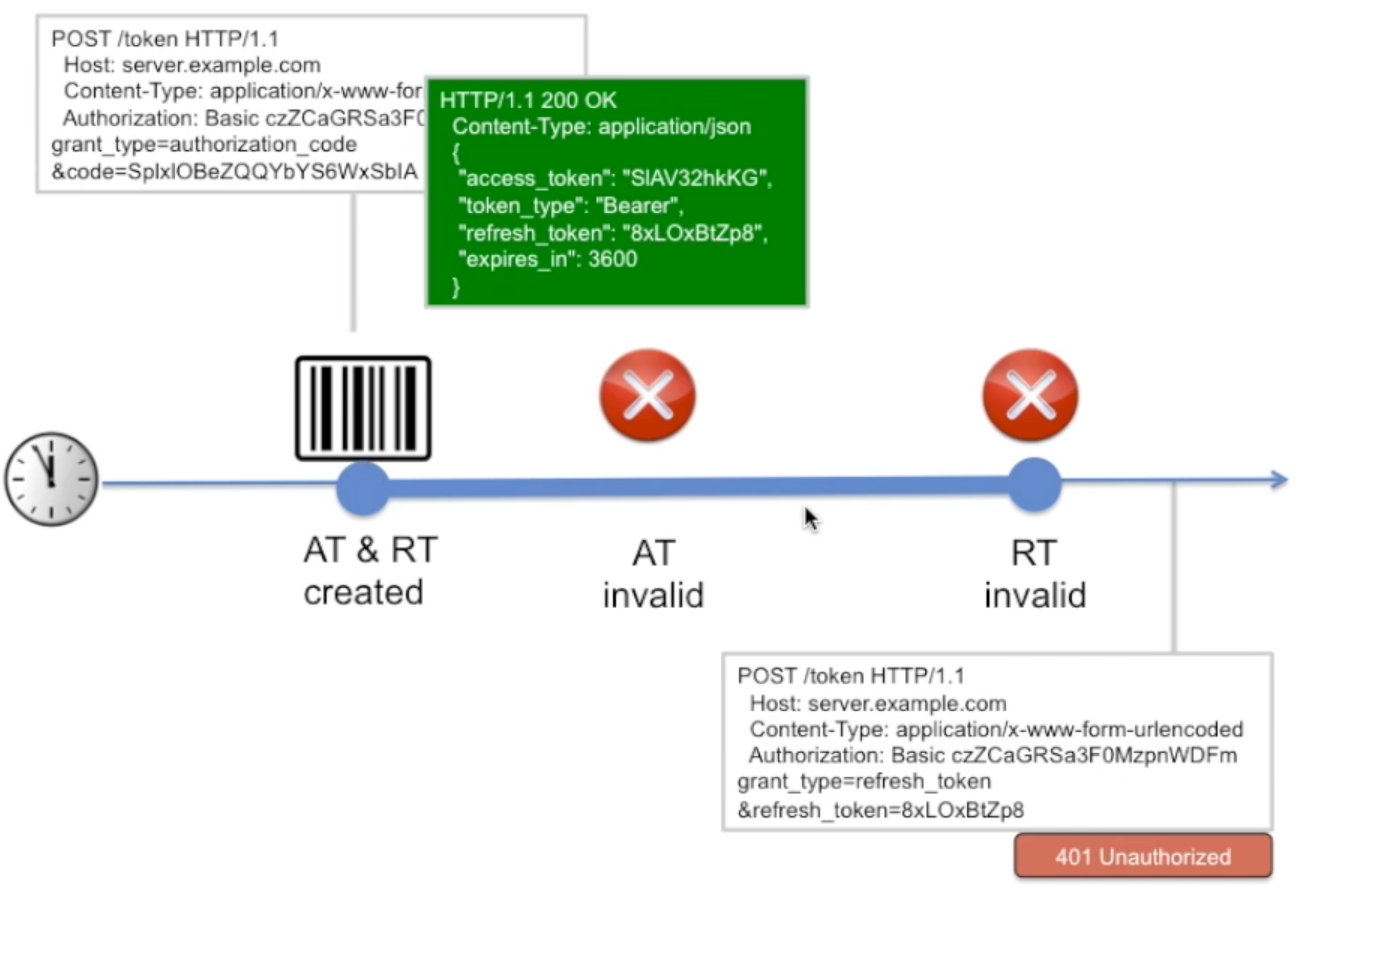 POST /token HTTP/1.1
Host: server.example.com
Content-Type: application/x-www-for
Authorization: Basic czZCaGRSa3F0
grant_type=authorization_code
&code=SplxlOBeZQQYbYS6WxSbIA
HTTP/1.1 200 OK
Content-Type: application/json
{
"access_token": "SlAV32hkKG",
"token_type": "Bearer",
"refresh_token": "8xLOxBtZp8",
"expires_in": 3600
}
AT & RT
created
AT
invalid
RT
invalid
POST /token HTTP/1.1
Host: server.example.com
Content-Type: application/x-www-form-urlencoded
Authorization: Basic czZCaGRSa3F0MzpnWDFm
grant_type=refresh_token
&refresh_token=8xLOxBtZp8
401 Unauthorized